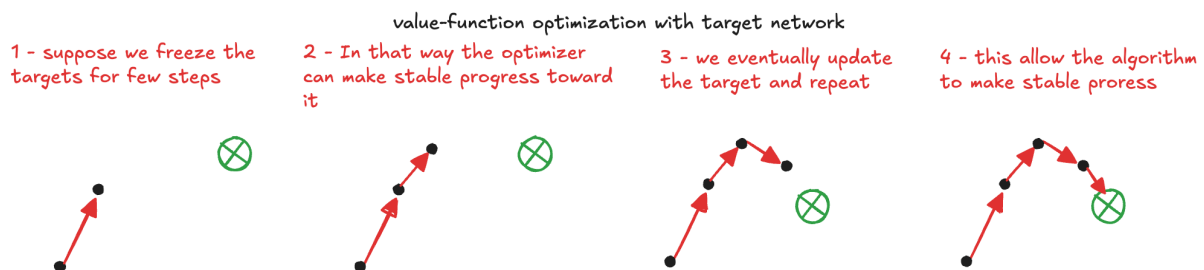 value-function optimization with target network
1 - suppose we freeze the
targets for few steps
2 - In that way the optimizer
can make stable progress toward
it
3 - we eventually update
the target and repeat
4 - this allow the algorithm
to make stable proress